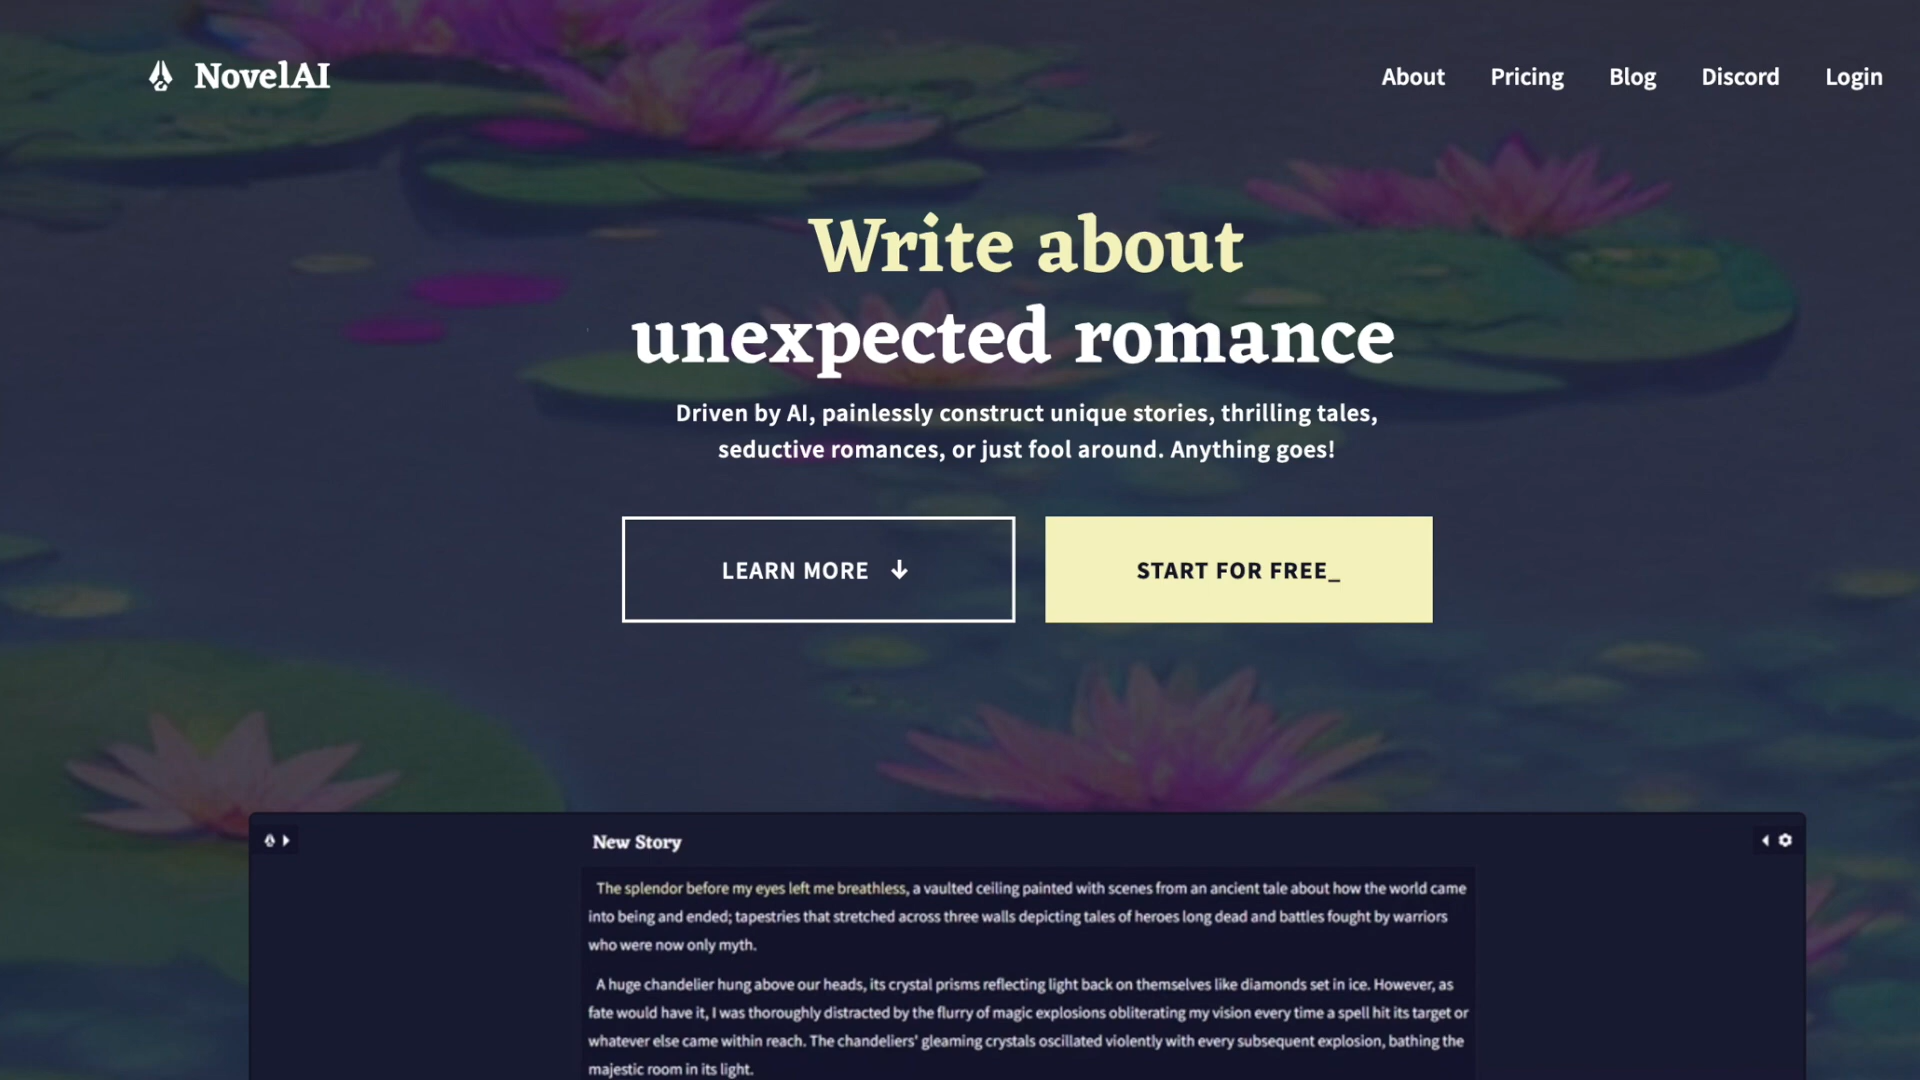 NovelAI
About Pricing Blog Discord Login
Write about
unexpected romance
Driven by AI, painlessly construct unique stories, thrilling tales,
seductive romances, or just fool around. Anything goes!
LEARN MORE ↓
START FOR FREE_
New Story
The splendor before my eyes left me breathless, a vaulted ceiling painted with scenes from an ancient tale about how the world came
into being and ended; tapestries that stretched across three walls depicting tales of heroes long dead and battles fought by warriors
who were now only myth.
A huge chandelier hung above our heads, its crystal prisms reflecting light back on themselves like diamonds set in ice. However, as
fate would have it, I was thoroughly distracted by the flurry of magic explosions obliterating my vision every time a spell hit its target or
whatever else came within reach. The chandeliers' gleaming crystals oscillated violently with every subsequent explosion, bathing the
majestic room in its light.